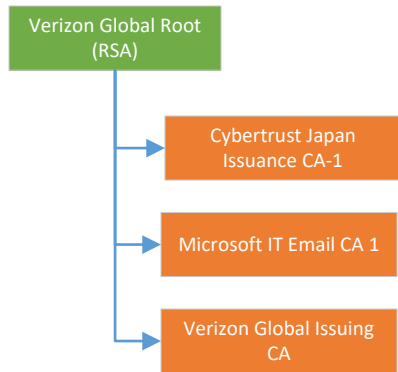 Verizon Global Root
(RSA)
Cybertrust Japan
Issuance CA-1
Microsoft IT Email CA 1
Verizon Global Issuing
CA